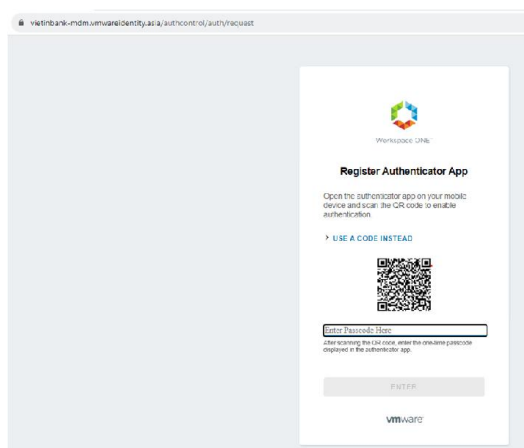 vietinbank-mdm.vmwareidentity.asia/authcontrol/auth/request
Workspace ONE
Register Authenticator App
Open the authenticator app on your mobile
device and scan the QR code to enable
authentication
> USE A CODE INSTEAD
Enter Passcode Here
After scanning the QR code, enter the one-time passcode
displayed in the authenticator app.
ENTER
vmware